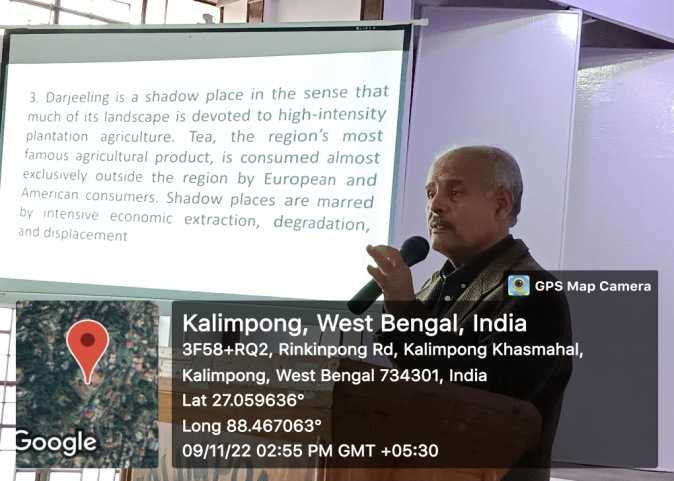 3. Darjeeling is a shadow place in the sense that
much of its landscape is devoted to high-intensity
plantation agriculture. Tea, the region's most
famous agricultural product, is consumed almost
exclusively outside the region by European and
American consumers. Shadow places are marred
by intensive economic extraction, degradation,
and displacement
GPS Map Camera
Kalimpong, West Bengal, India
3F58+RQ2, Rinkinpong Rd, Kalimpong Khasmahal,
Kalimpong, West Bengal 734301, India
Lat 27.059636°
Long 88.467063°
09/11/22 02:55 PM GMT +05:30
Google